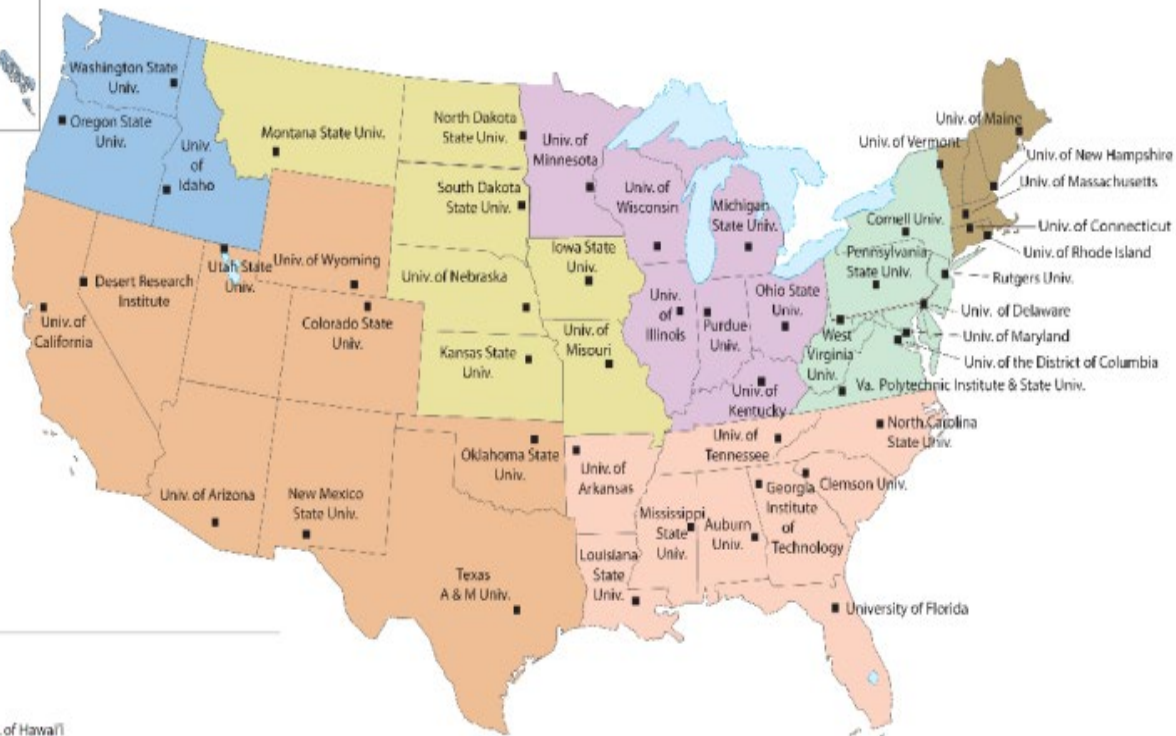 Washington State
Univ.
Oregon State
Univ.
Univ.
of
Idaho
Montana State Univ.
North Dakota
State Univ.
South Dakota
State Univ.
Univ. of
Minnesota
Univ. of
Wisconsin
Michigan
State Univ.
Univ. of Maine
Univ. of Vermont
Univ. of New Hampshire
Univ. of Massachusetts
Univ. of Connecticut
Univ. of Rhode Island
Cornell Univ.
Pennsylvania
State Univ.
Rutgers Univ.
Univ. of Delaware
Univ. of Maryland
Univ. of the District of Columbia
Va. Polytechnic Institute & State Univ.
West
Virginia
Univ.
Ohio State
Univ.
Purdue
Univ.
Univ.
of
Illinois
Univ. of
Kentucky
Iowa State
Univ.
Univ. of
Misouri
Univ. of Nebraska
Kansas State
Univ.
Univ. of Wyoming
Colorado State
Univ.
Utah State
Univ.
Desert Research
Institute
Univ. of
California
Univ. of Arizona
New Mexico
State Univ.
Oklahoma State
Univ.
Texas
A & M Univ.
Univ. of
Arkansas
Louisiana
State
Univ.
Mississippi
State
Univ.
Auburn
Univ.
Georgia
Institute
of
Technology
Clemson Univ.
Univ. of
Tennessee
North Carolina
State Univ.
University of Florida
. of Hawai'i